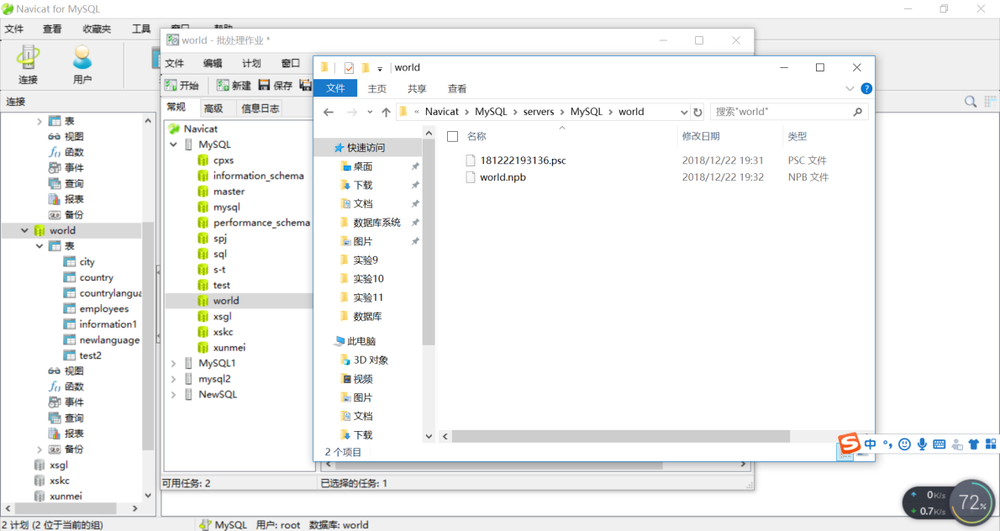 Navicat for MySQL
文件 查看 收藏夹 工具
连接 用户
连接
表
视图
函数
事件
查询
报表
备份
world
表
city
country
countrylangua
employees
information1
newlanguage
test2
视图
函数
事件
查询
报表
备份
xsgl
xskc
xunmei
2 计划 (2 位于当前的组) MySQL 用户: root 数据库: world
world - 批处理作业 *
文件 编辑 计划 窗口
开始 新建 保存
常规 高级 信息日志
Navicat
MySQL
cpxs
information_schema
master
mysql
performance_schema
spj
sql
s-t
test
world
xsgl
xskc
xunmei
MySQL1
mysql2
NewSQL
可用任务: 2 已选择的任务: 1
world
文件 主页 共享 查看
« Navicat › MySQL › servers › MySQL › world
搜索"world"
快速访问
桌面
下载
文档
数据库系统
图片
实验9
实验10
实验11
数据库
此电脑
3D 对象
视频
图片
文档
下载
名称 修改日期 类型
181222193136.psc 2018/12/22 19:31 PSC 文件
world.npb 2018/12/22 19:32 NPB 文件
2 个项目
中
0K/s
0.7K/s
72%